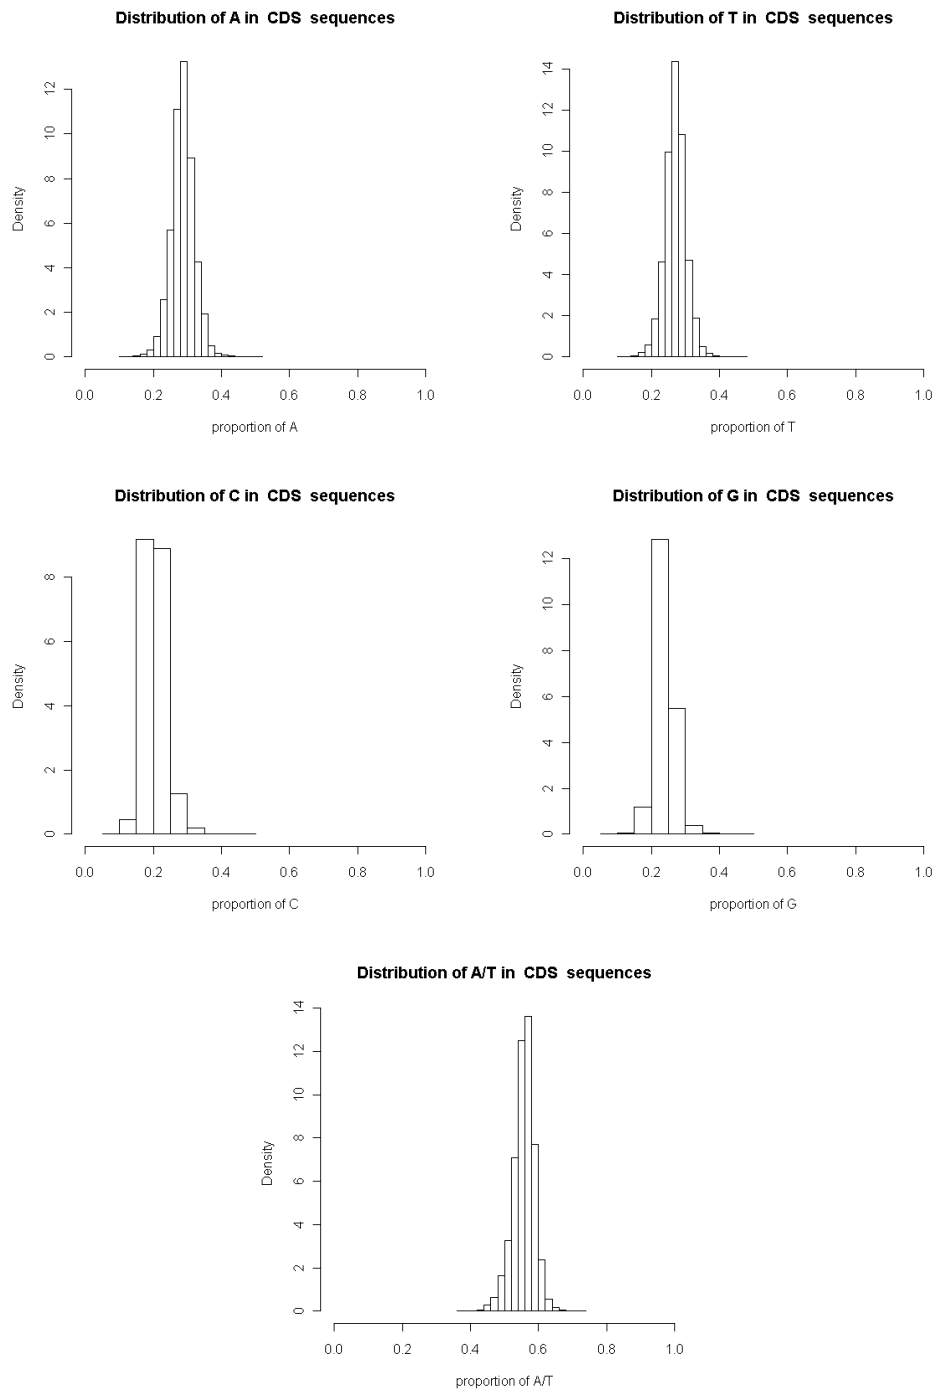 Distribution of A in CDS sequences
Density
0 2 4 6 8 10 12
0.0 0.2 0.4 0.6 0.8 1.0
proportion of A
Distribution of T in CDS sequences
Density
0 2 4 6 8 10 12 14
0.0 0.2 0.4 0.6 0.8 1.0
proportion of T
Distribution of C in CDS sequences
Density
0 2 4 6 8
0.0 0.2 0.4 0.6 0.8 1.0
proportion of C
Distribution of G in CDS sequences
Density
0 2 4 6 8 10 12
0.0 0.2 0.4 0.6 0.8 1.0
proportion of G
Distribution of A/T in CDS sequences
Density
0 2 4 6 8 10 12 14
0.0 0.2 0.4 0.6 0.8 1.0
proportion of A/T